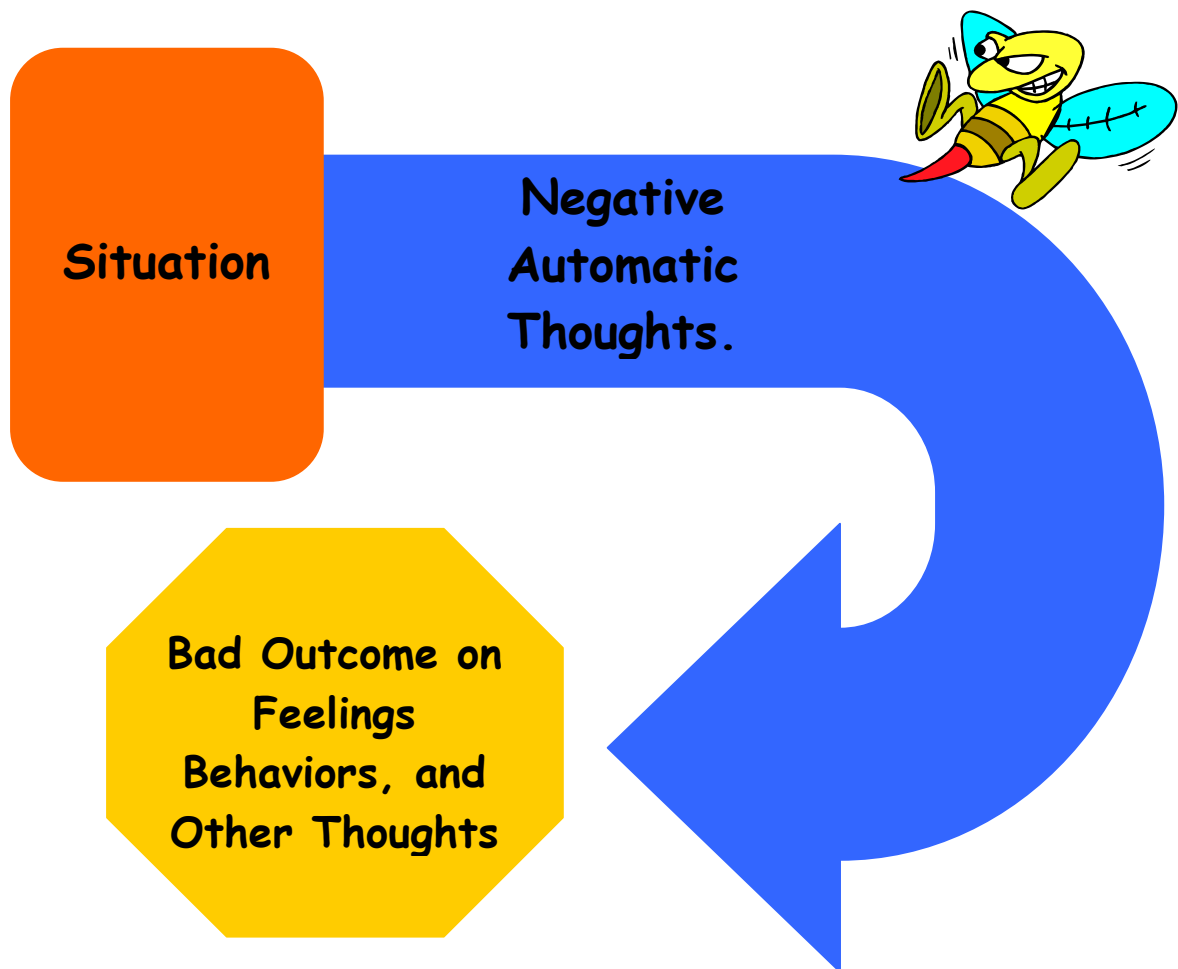 Situation
Negative
Automatic
Thoughts.
Bad Outcome on
Feelings
Behaviors, and
Other Thoughts